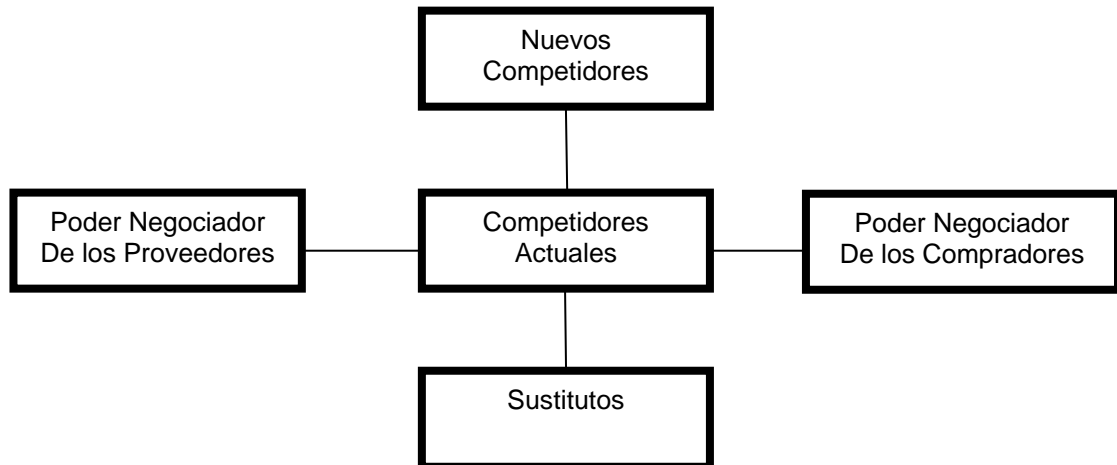 Nuevos
Competidores
Poder Negociador
De los Proveedores
Competidores
Actuales
Poder Negociador
De los Compradores
Sustitutos